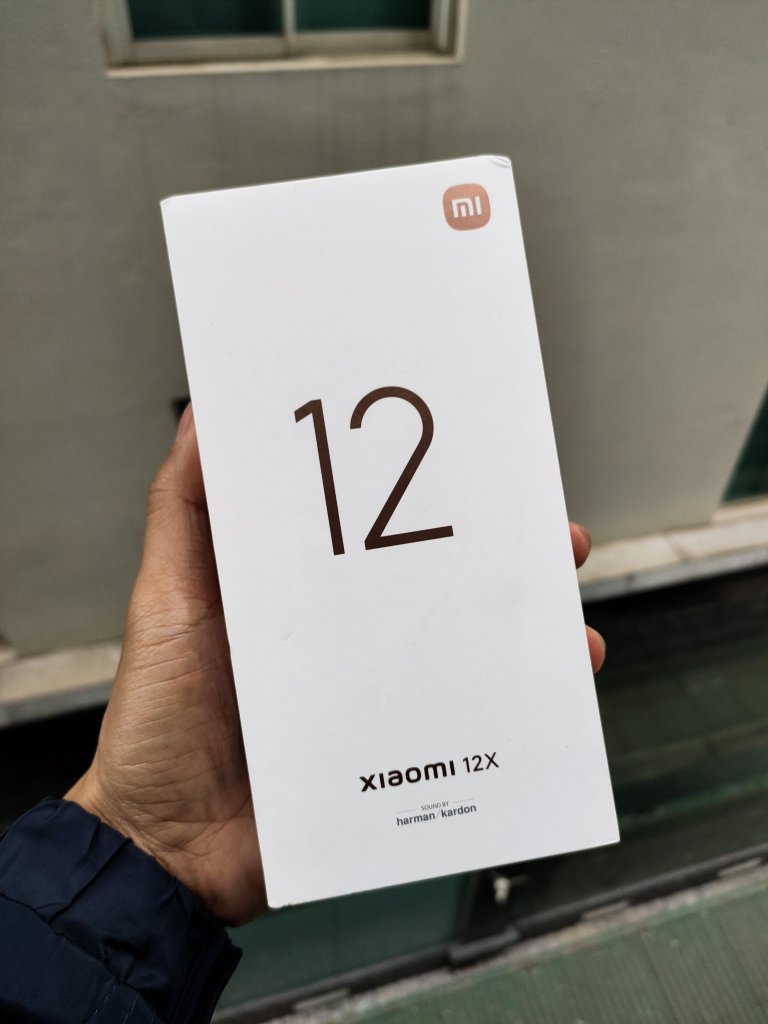 mi
12
xiaomi 12X
SOUND BY
harman/kardon